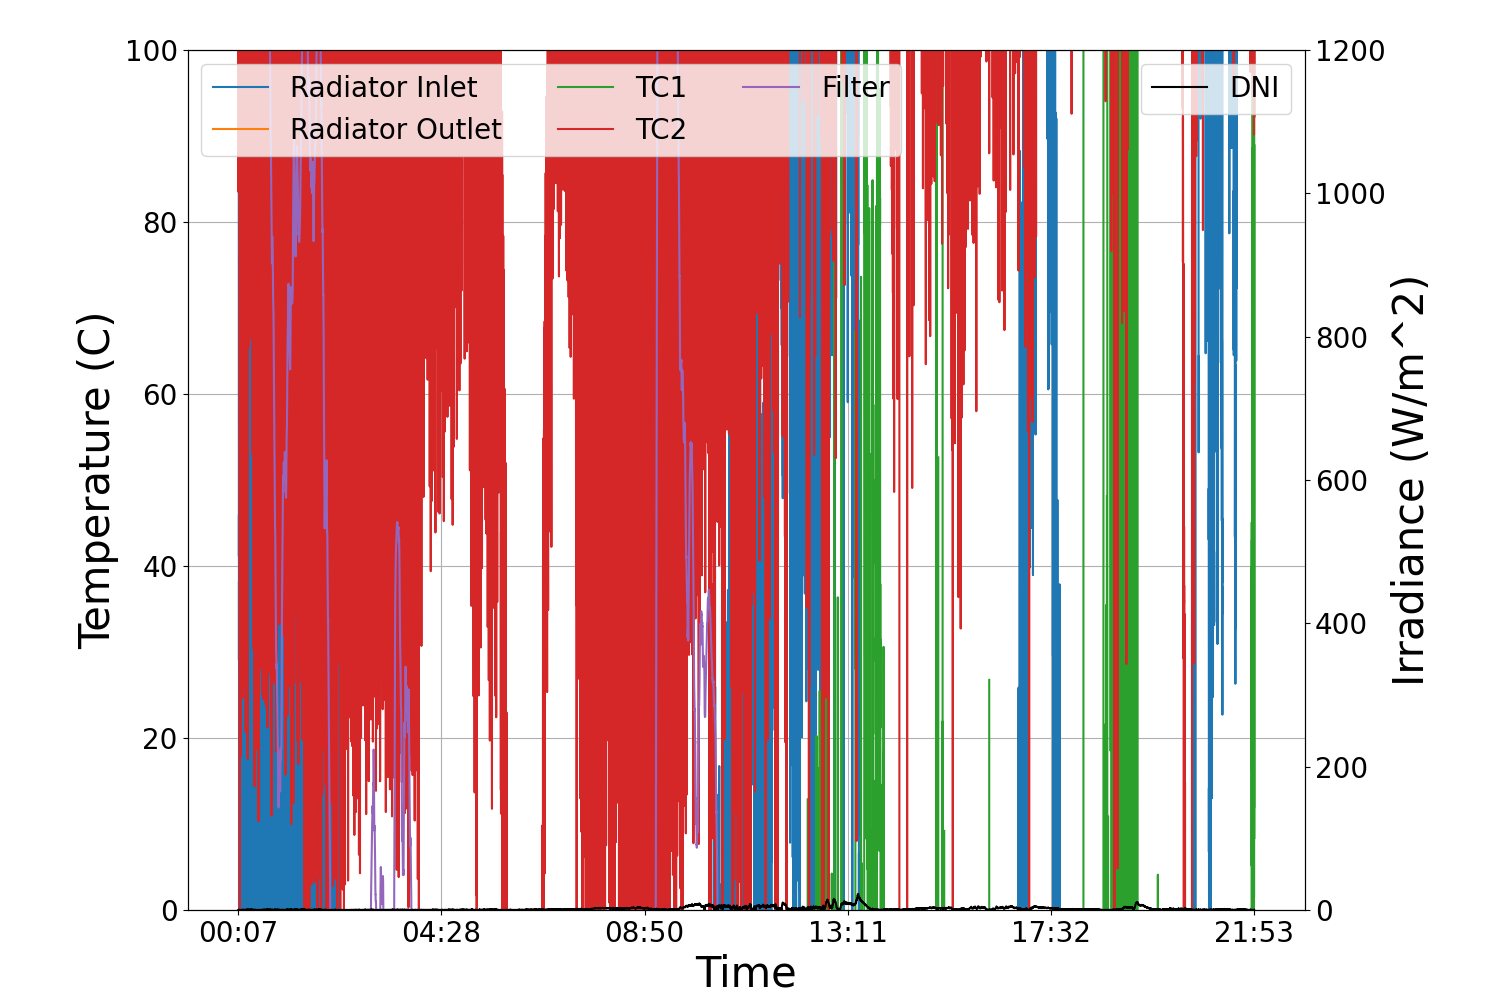 100
80
60
40
20
0
Temperature (C)
Radiator Inlet
Radiator Outlet
TC1
TC2
Filter
DNI
1200
1000
800
600
400
200
0
Irradiance (W/m^2)
00:07 04:28 08:50 13:11 17:32 21:53
Time